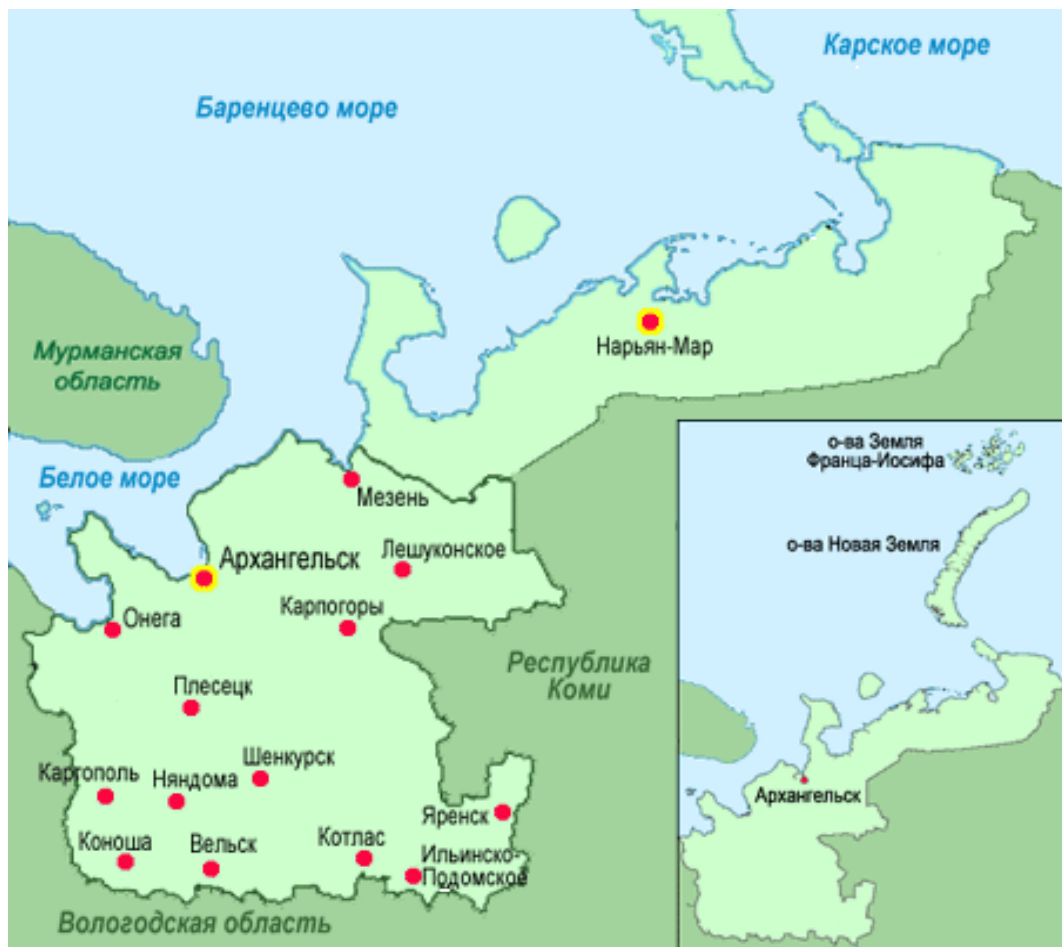 Карское море
Баренцево море
Мурманская
область
Нарьян-Мар
Белое море
Мезень
Архангельск
Лешуконское
Онега
Карпогоры
Республика
Коми
Плесецк
Шенкурск
Каргополь
Няндома
Яренск
Коноша
Вельск
Котлас
Ильинско-
Подомское
Вологодская область
о-ва Земля
Франца-Иосифа
о-ва Новая Земля
Архангельск